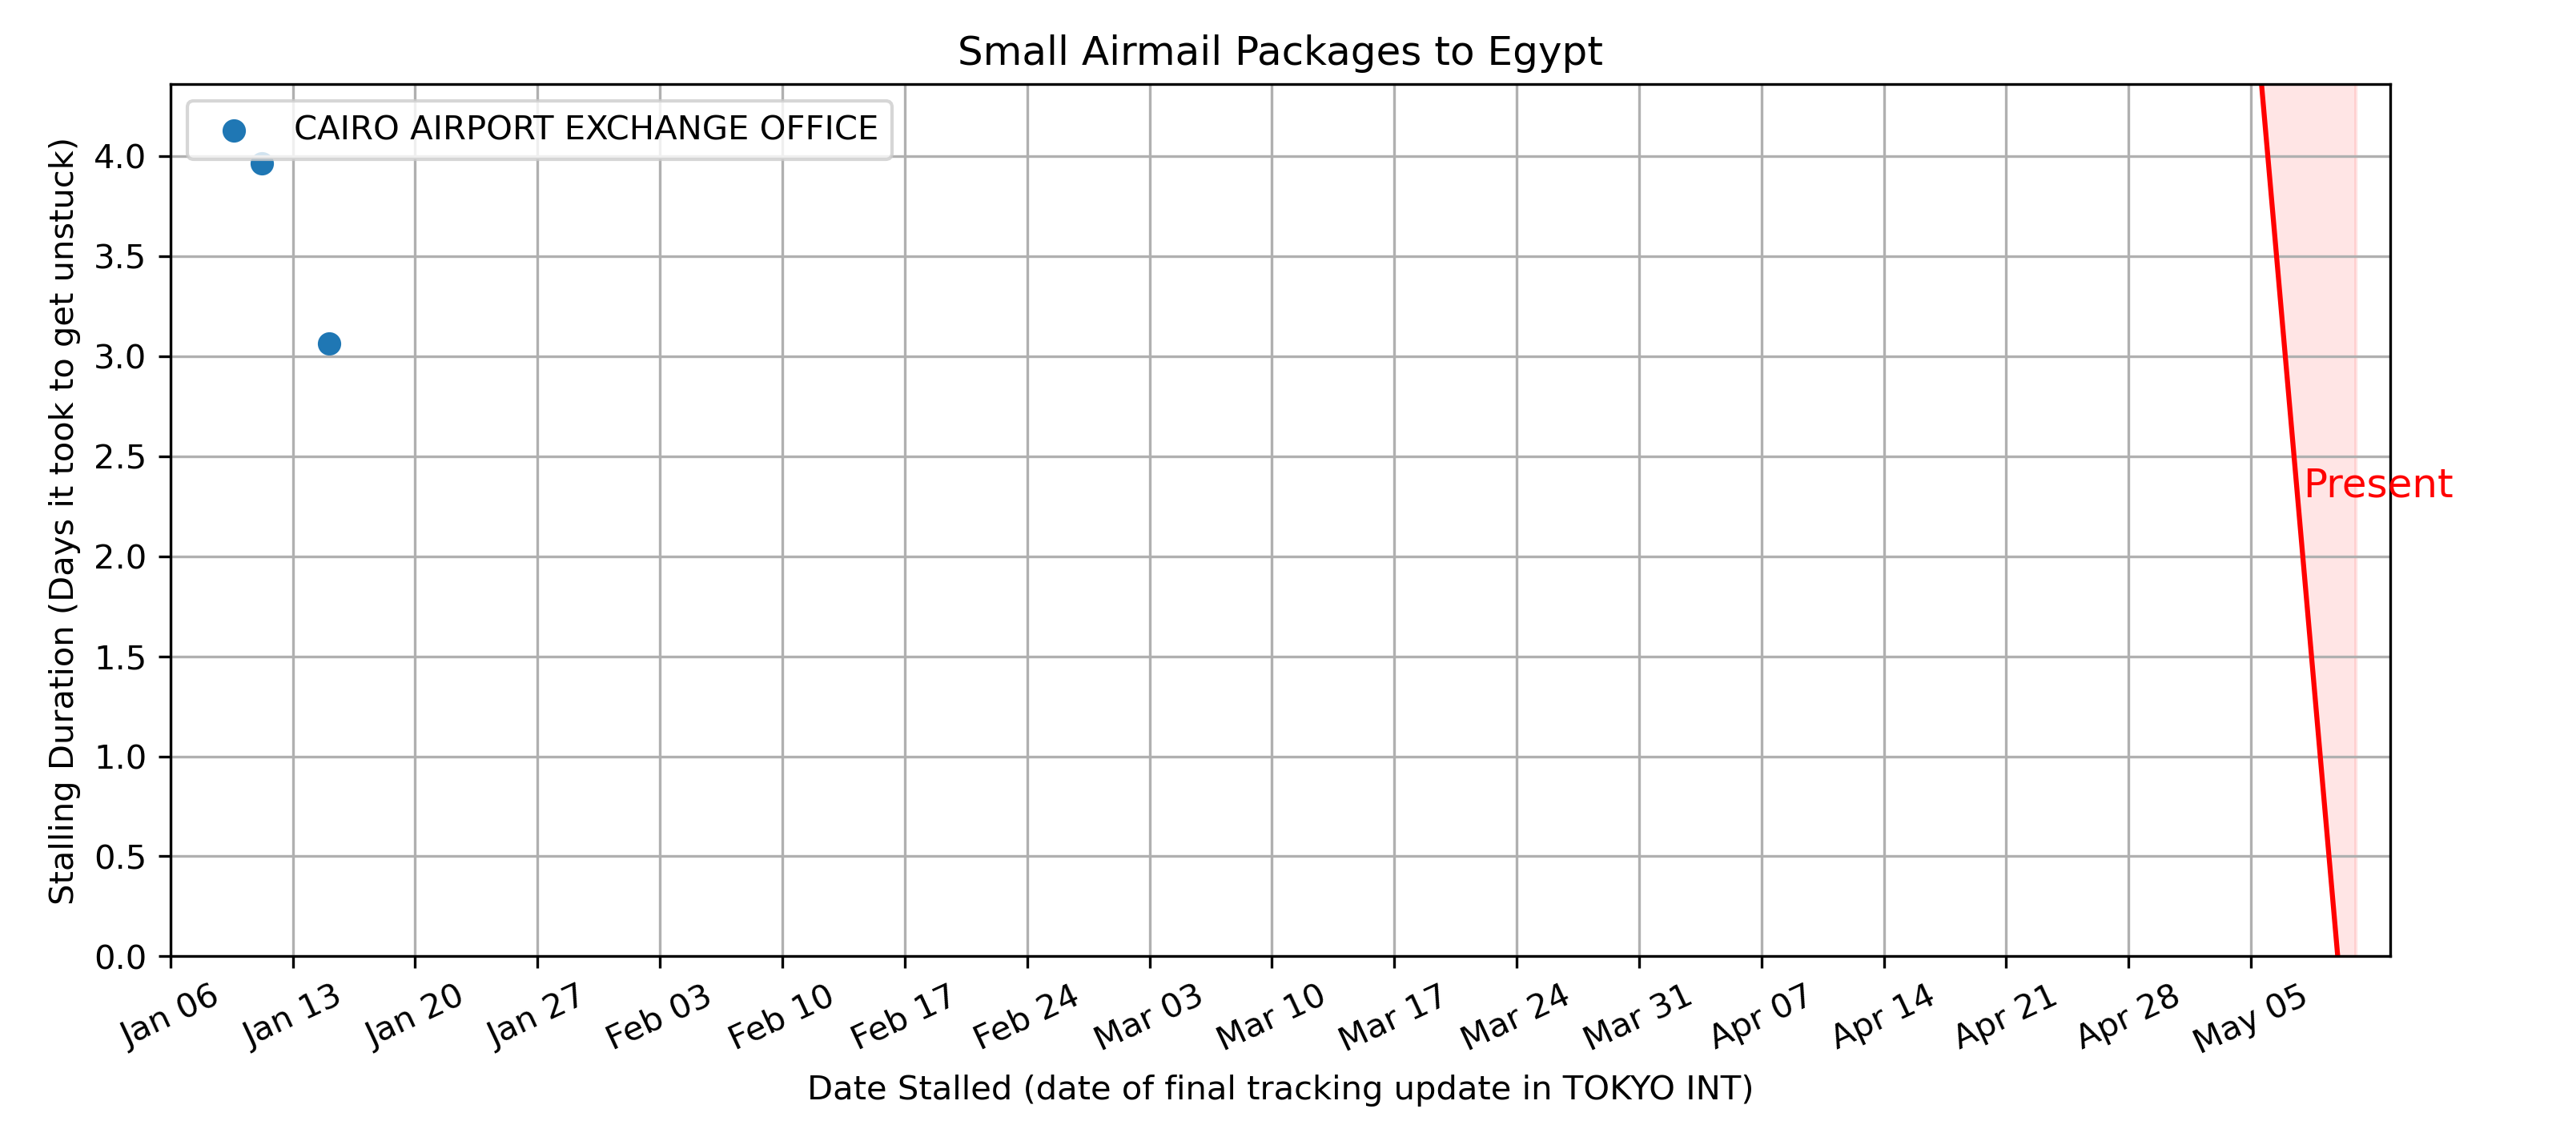 Small Airmail Packages to Egypt
CAIRO AIRPORT EXCHANGE OFFICE
Stalling Duration (Days it took to get unstuck)
4.0
3.5
3.0
2.5
2.0
1.5
1.0
0.5
0.0
Present
Jan 06
Jan 13
Jan 20
Jan 27
Feb 03
Feb 10
Feb 17
Feb 24
Mar 03
Mar 10
Mar 17
Mar 24
Mar 31
Apr 07
Apr 14
Apr 21
Apr 28
May 05
Date Stalled (date of final tracking update in TOKYO INT)